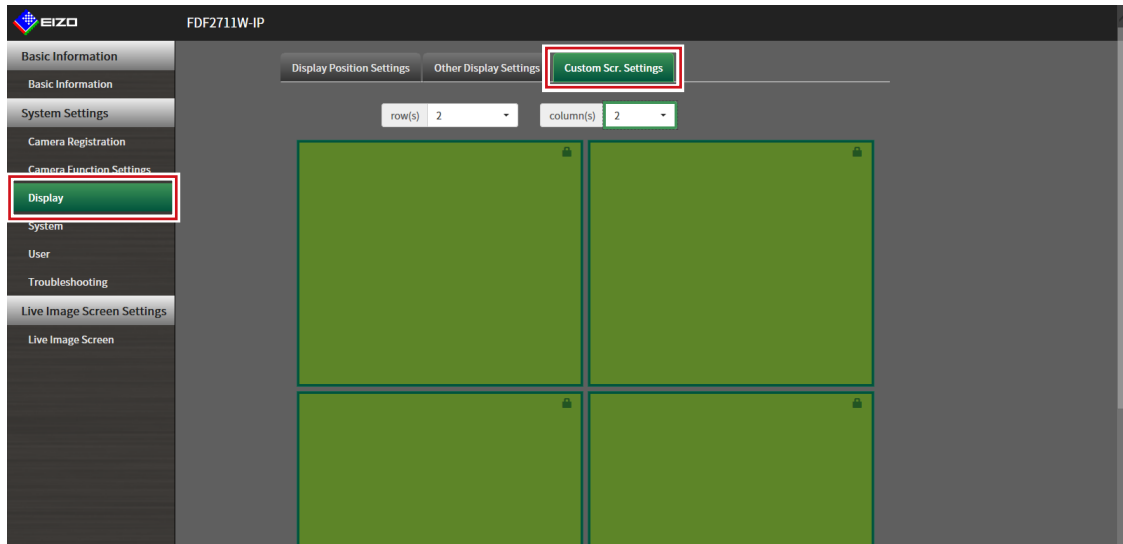 EIZO FDF2711W-IP
Basic Information
Basic Information
System Settings
Camera Registration
Camera Function Settings
Display
System
User
Troubleshooting
Live Image Screen Settings
Live Image Screen
Display Position Settings Other Display Settings Custom Scr. Settings
row(s) 2 column(s) 2